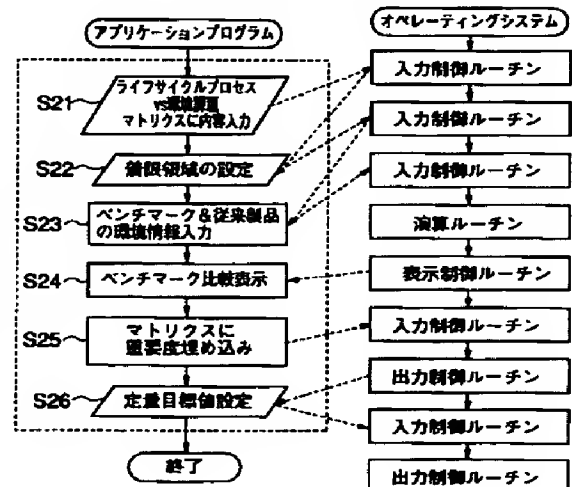 アプリケーションプログラム
S21
ライフサイクルプロセス
vs環境課題
マトリクスに内容入力
S22
着眼領域の設定
S23
ベンチマーク&従来製品
の環境情報入力
S24
ベンチマーク比較表示
S25
マトリクスに
重要度埋め込み
S26
定量目標値設定
終了
オペレーティングシステム
入力制御ルーチン
入力制御ルーチン
入力制御ルーチン
演算ルーチン
表示制御ルーチン
入力制御ルーチン
出力制御ルーチン
入力制御ルーチン
出力制御ルーチン